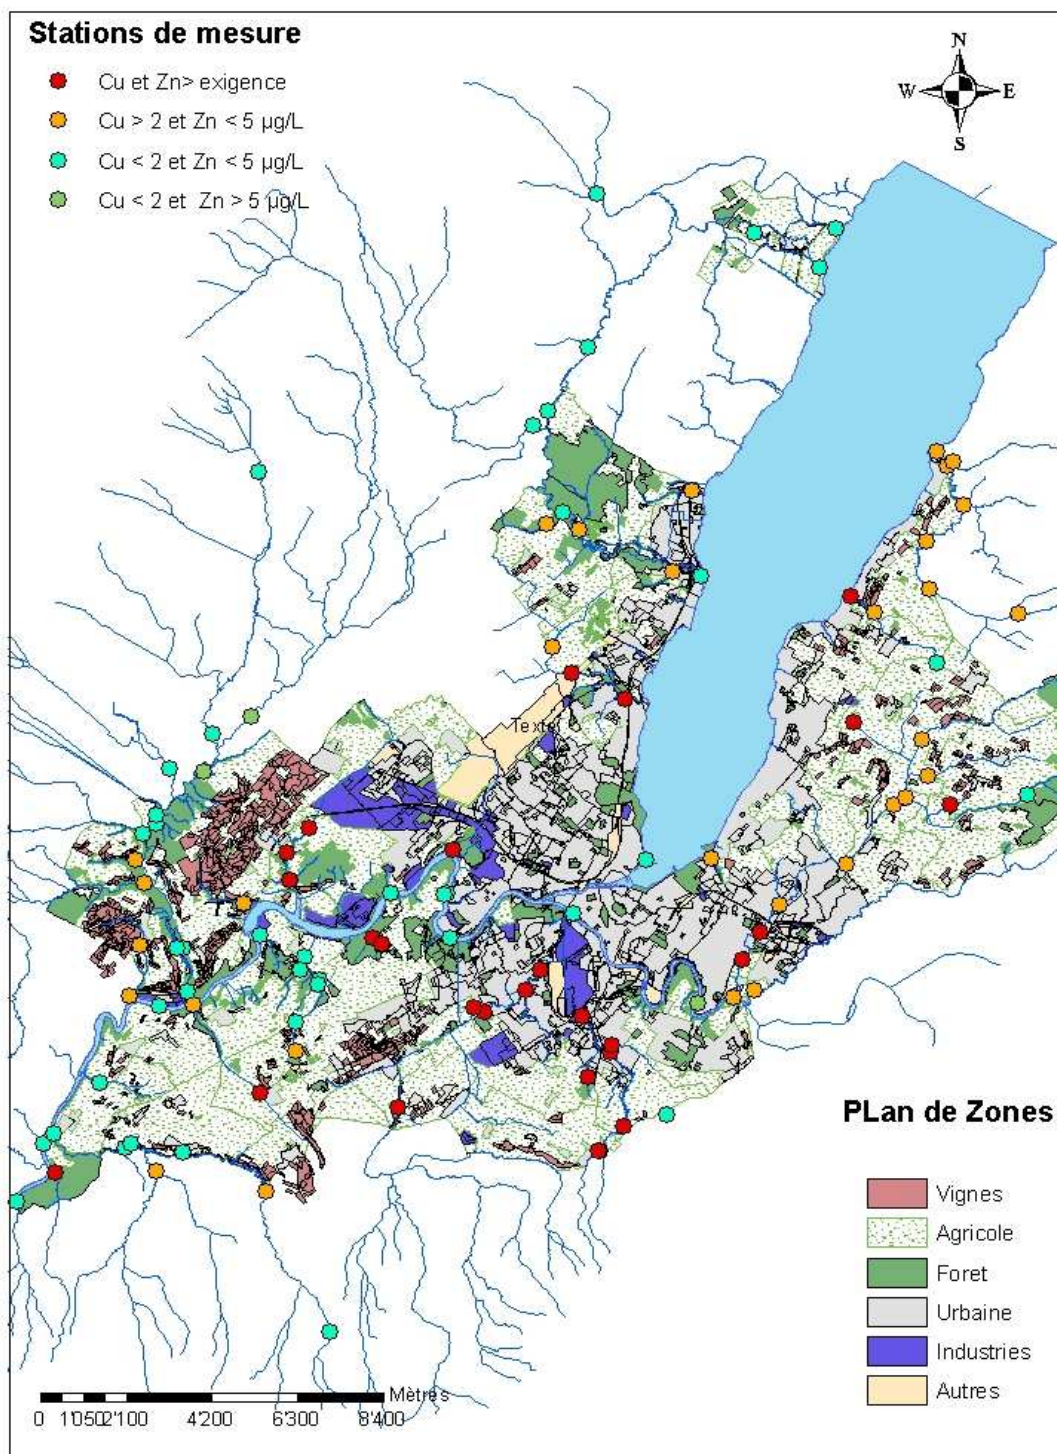 Stations de mesure
Cu et Zn> exigence
Cu > 2 et Zn < 5 µg/L
Cu < 2 et Zn < 5 µg/L
Cu < 2 et Zn > 5 µg/L
N
W E
S
Texte
PLan de Zones
Vignes
Agricole
Foret
Urbaine
Industries
Autres
Mètres
0 1'050 2'100 4'200 6'300 8'400